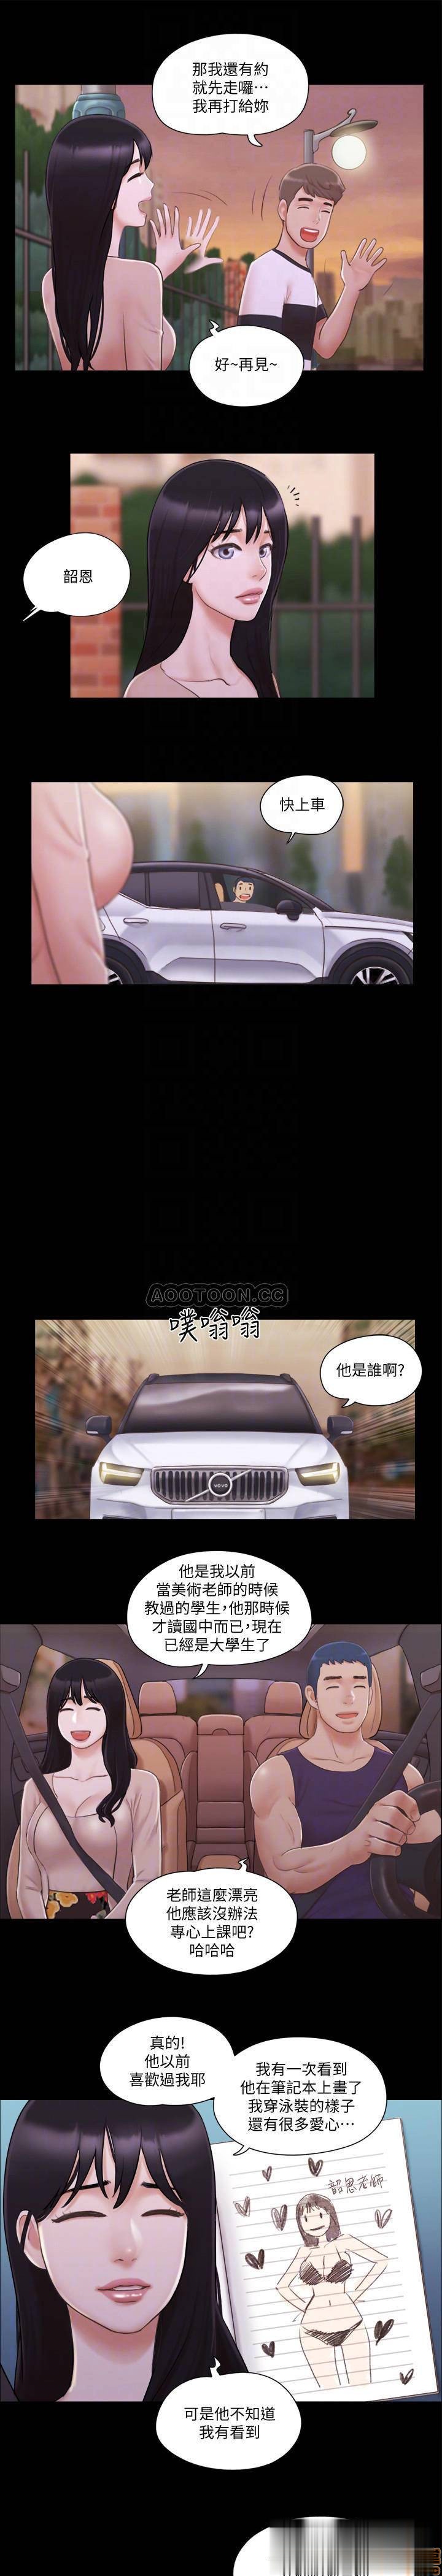 那我還有約
就先走囉…
我再打給妳
好~再見~
韶恩
快上車
AOOTOON.CC
噗嗡嗡
他是誰啊?
VOVO
他是我以前
當美術老師的時候
教過的學生,他那時候
才讀國中而已,現在
已經是大學生了
老師這麼漂亮
他應該沒辦法
專心上課吧?
哈哈哈
真的!
他以前
喜歡過我耶
我有一次看到
他在筆記本上畫了
我穿泳裝的樣子
還有很多愛心…
韶恩老師
可是他不知道
我有看到